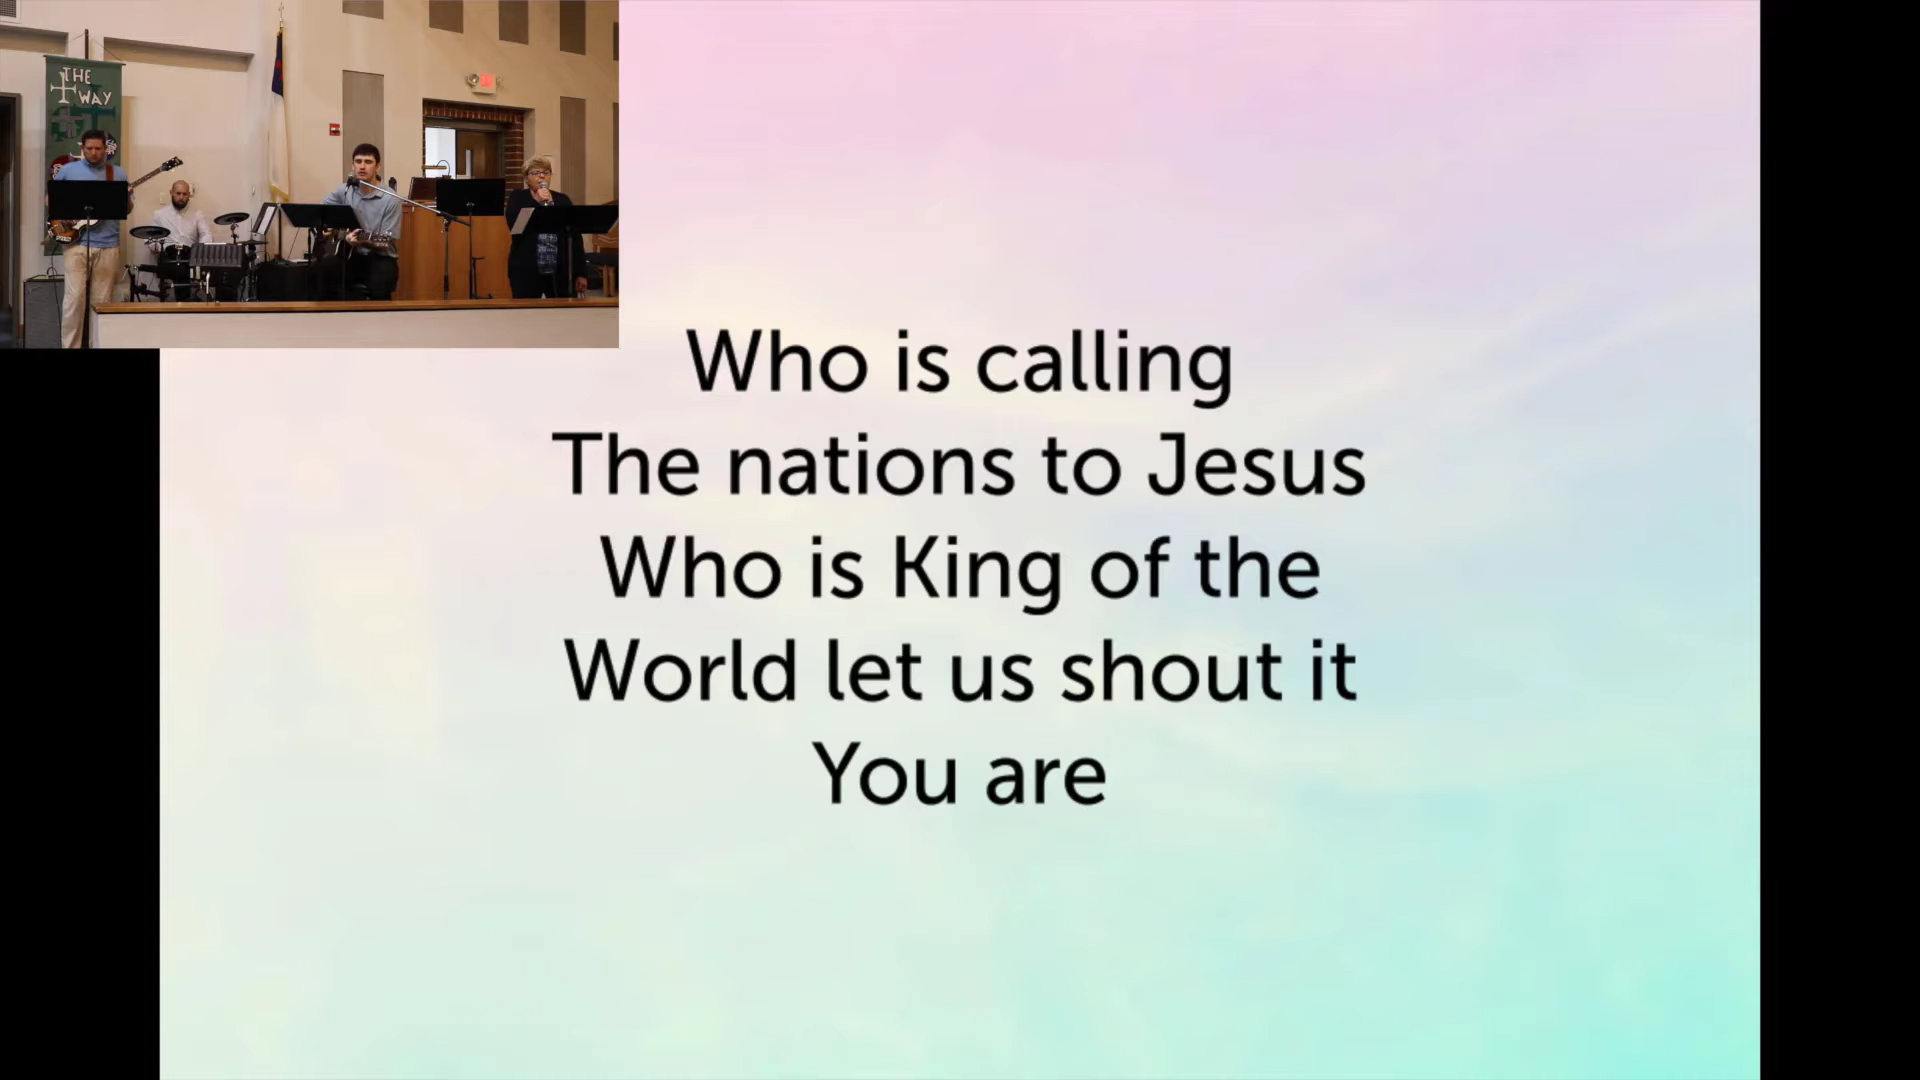 THE
WAY
Who is calling
The nations to Jesus
Who is King of the
World let us shout it
You are